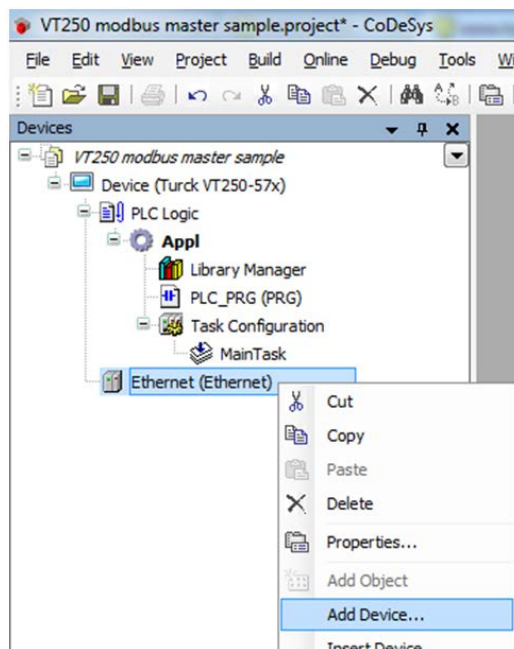 VT250 modbus master sample.project* - CoDeSys
File Edit View Project Build Online Debug Tools
Devices
VT250 modbus master sample
Device (Turck VT250-57x)
PLC Logic
Appl
Library Manager
PLC_PRG (PRG)
Task Configuration
MainTask
Ethernet (Ethernet)
Cut
Copy
Paste
Delete
Properties...
Add Object
Add Device...
Insert Device